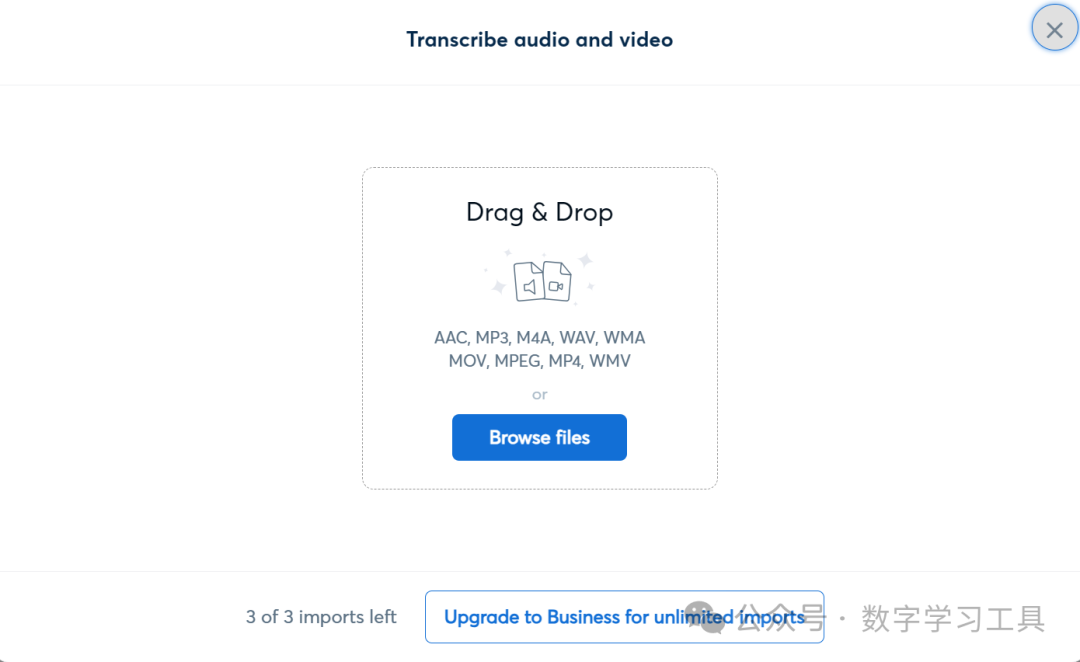 Transcribe audio and video
Drag & Drop
AAC, MP3, M4A, WAV, WMA
MOV, MPEG, MP4, WMV
or
Browse files
3 of 3 imports left
Upgrade to Business for unlimited imports
公众号 · 数字学习工具